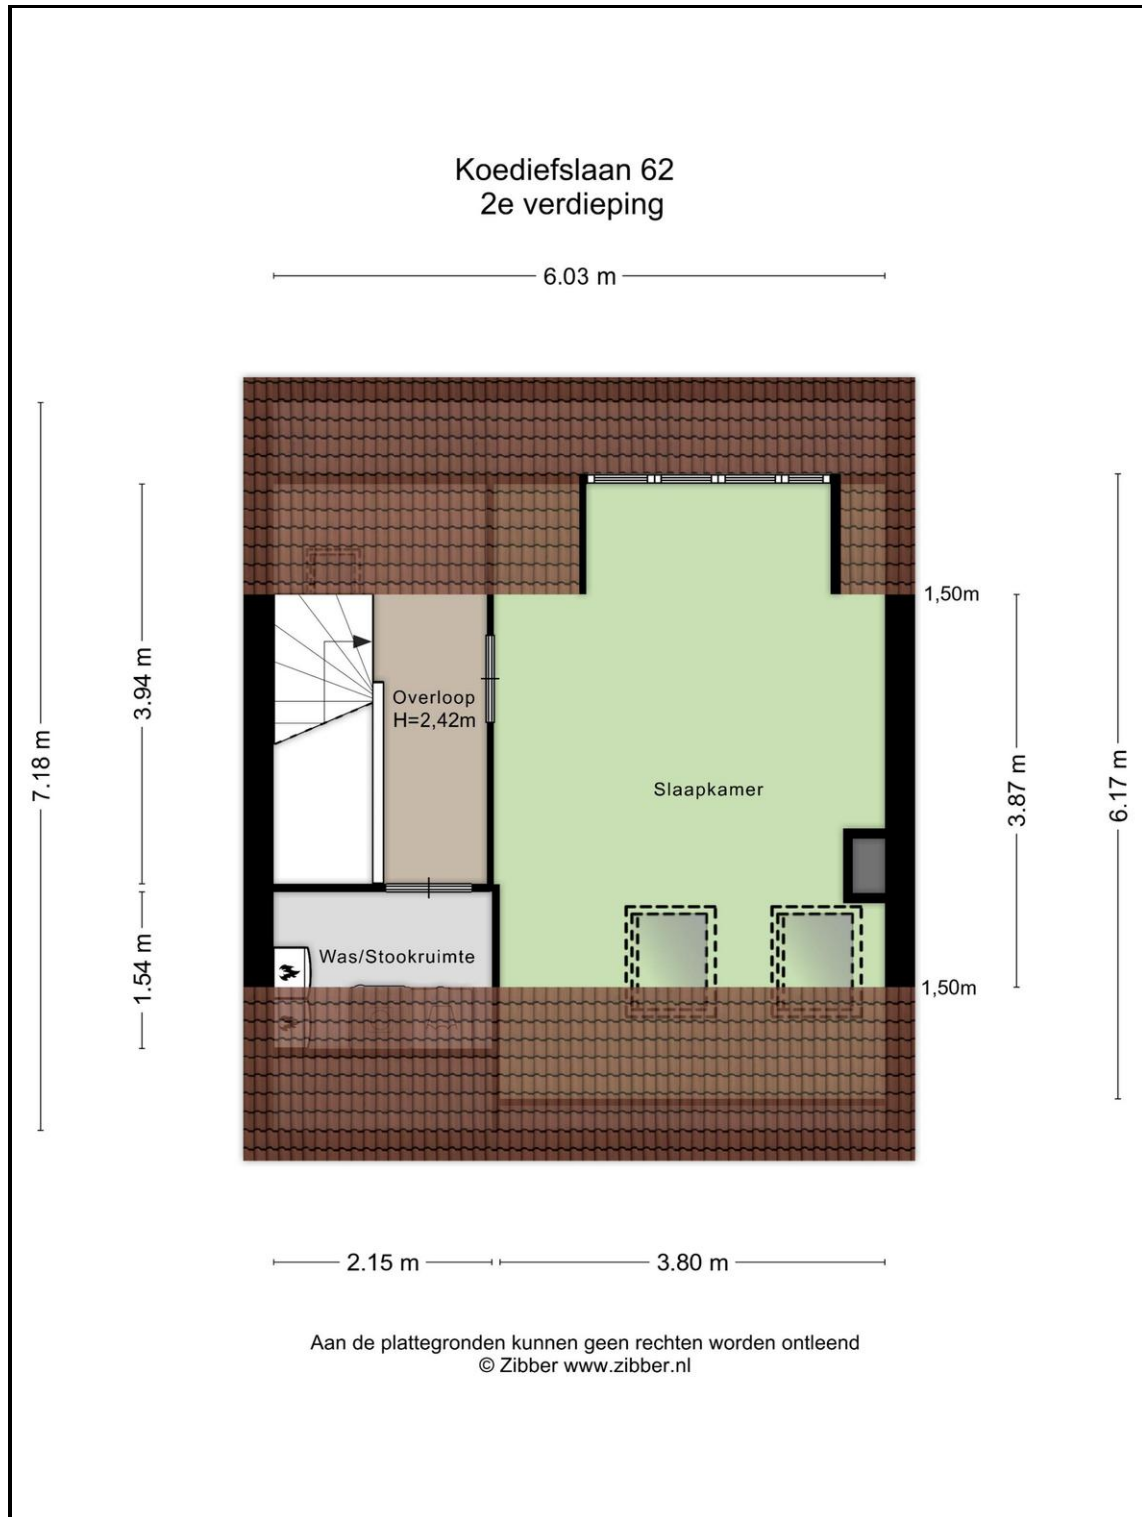 Koediefslaan 62
2e verdieping
6.03 m
1,50m
3.94 m
Overloop
H=2,42m
7.18 m
Slaapkamer
3.87 m
6.17 m
Was/Stookruimte
1.54 m
1,50m
2.15 m
3.80 m
Aan de plattegronden kunnen geen rechten worden ontleend
© Zibber www.zibber.nl